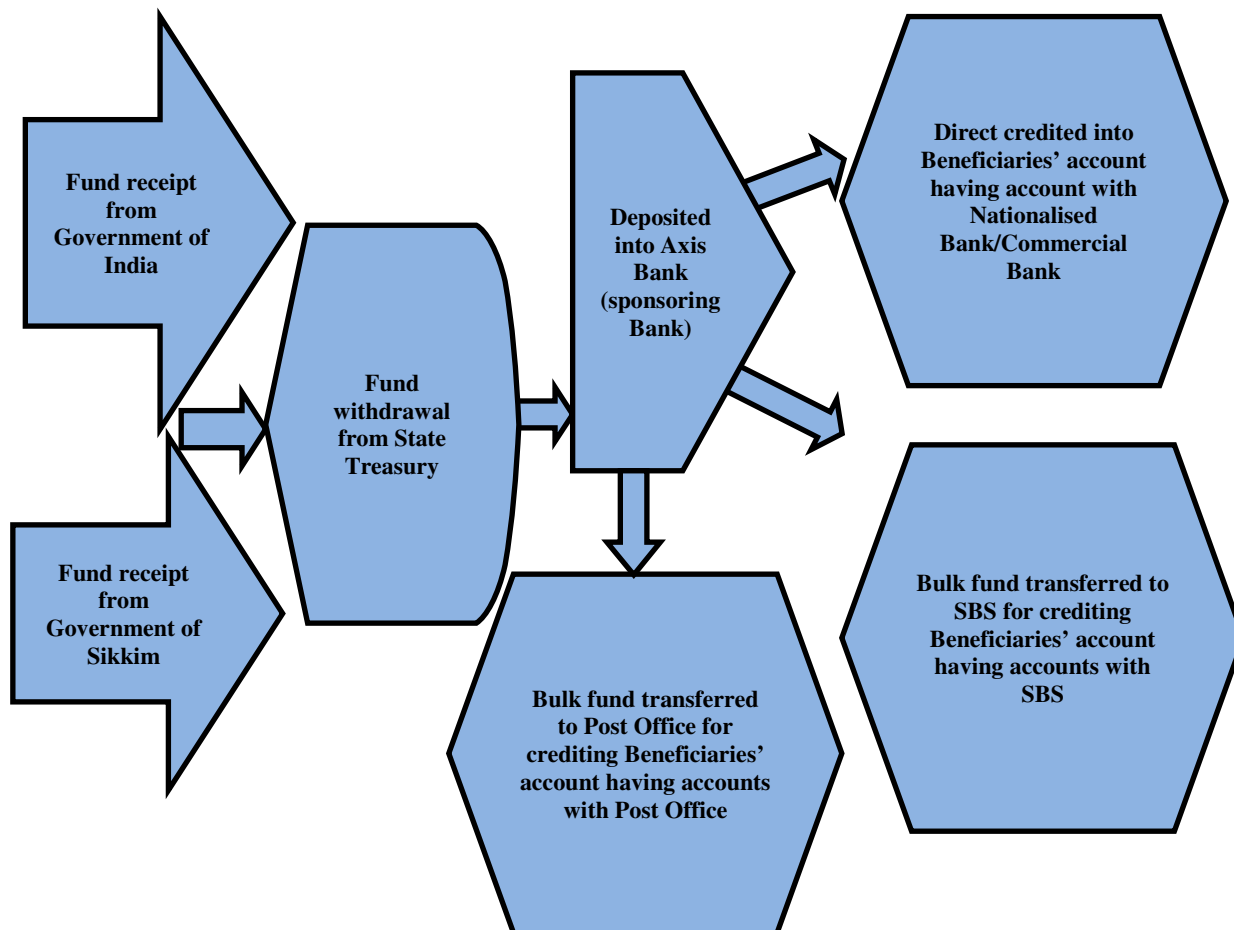 Fund receipt
from
Government of
India
Fund receipt
from
Government of
Sikkim
Fund
withdrawal
from State
Treasury
Deposited
into Axis
Bank
(sponsoring
Bank)
Direct credited into
Beneficiaries’ account
having account with
Nationalised
Bank/Commercial
Bank
Bulk fund transferred to
SBS for crediting
Beneficiaries’ account
having accounts with
SBS
Bulk fund transferred
to Post Office for
crediting Beneficiaries’
account having accounts
with Post Office